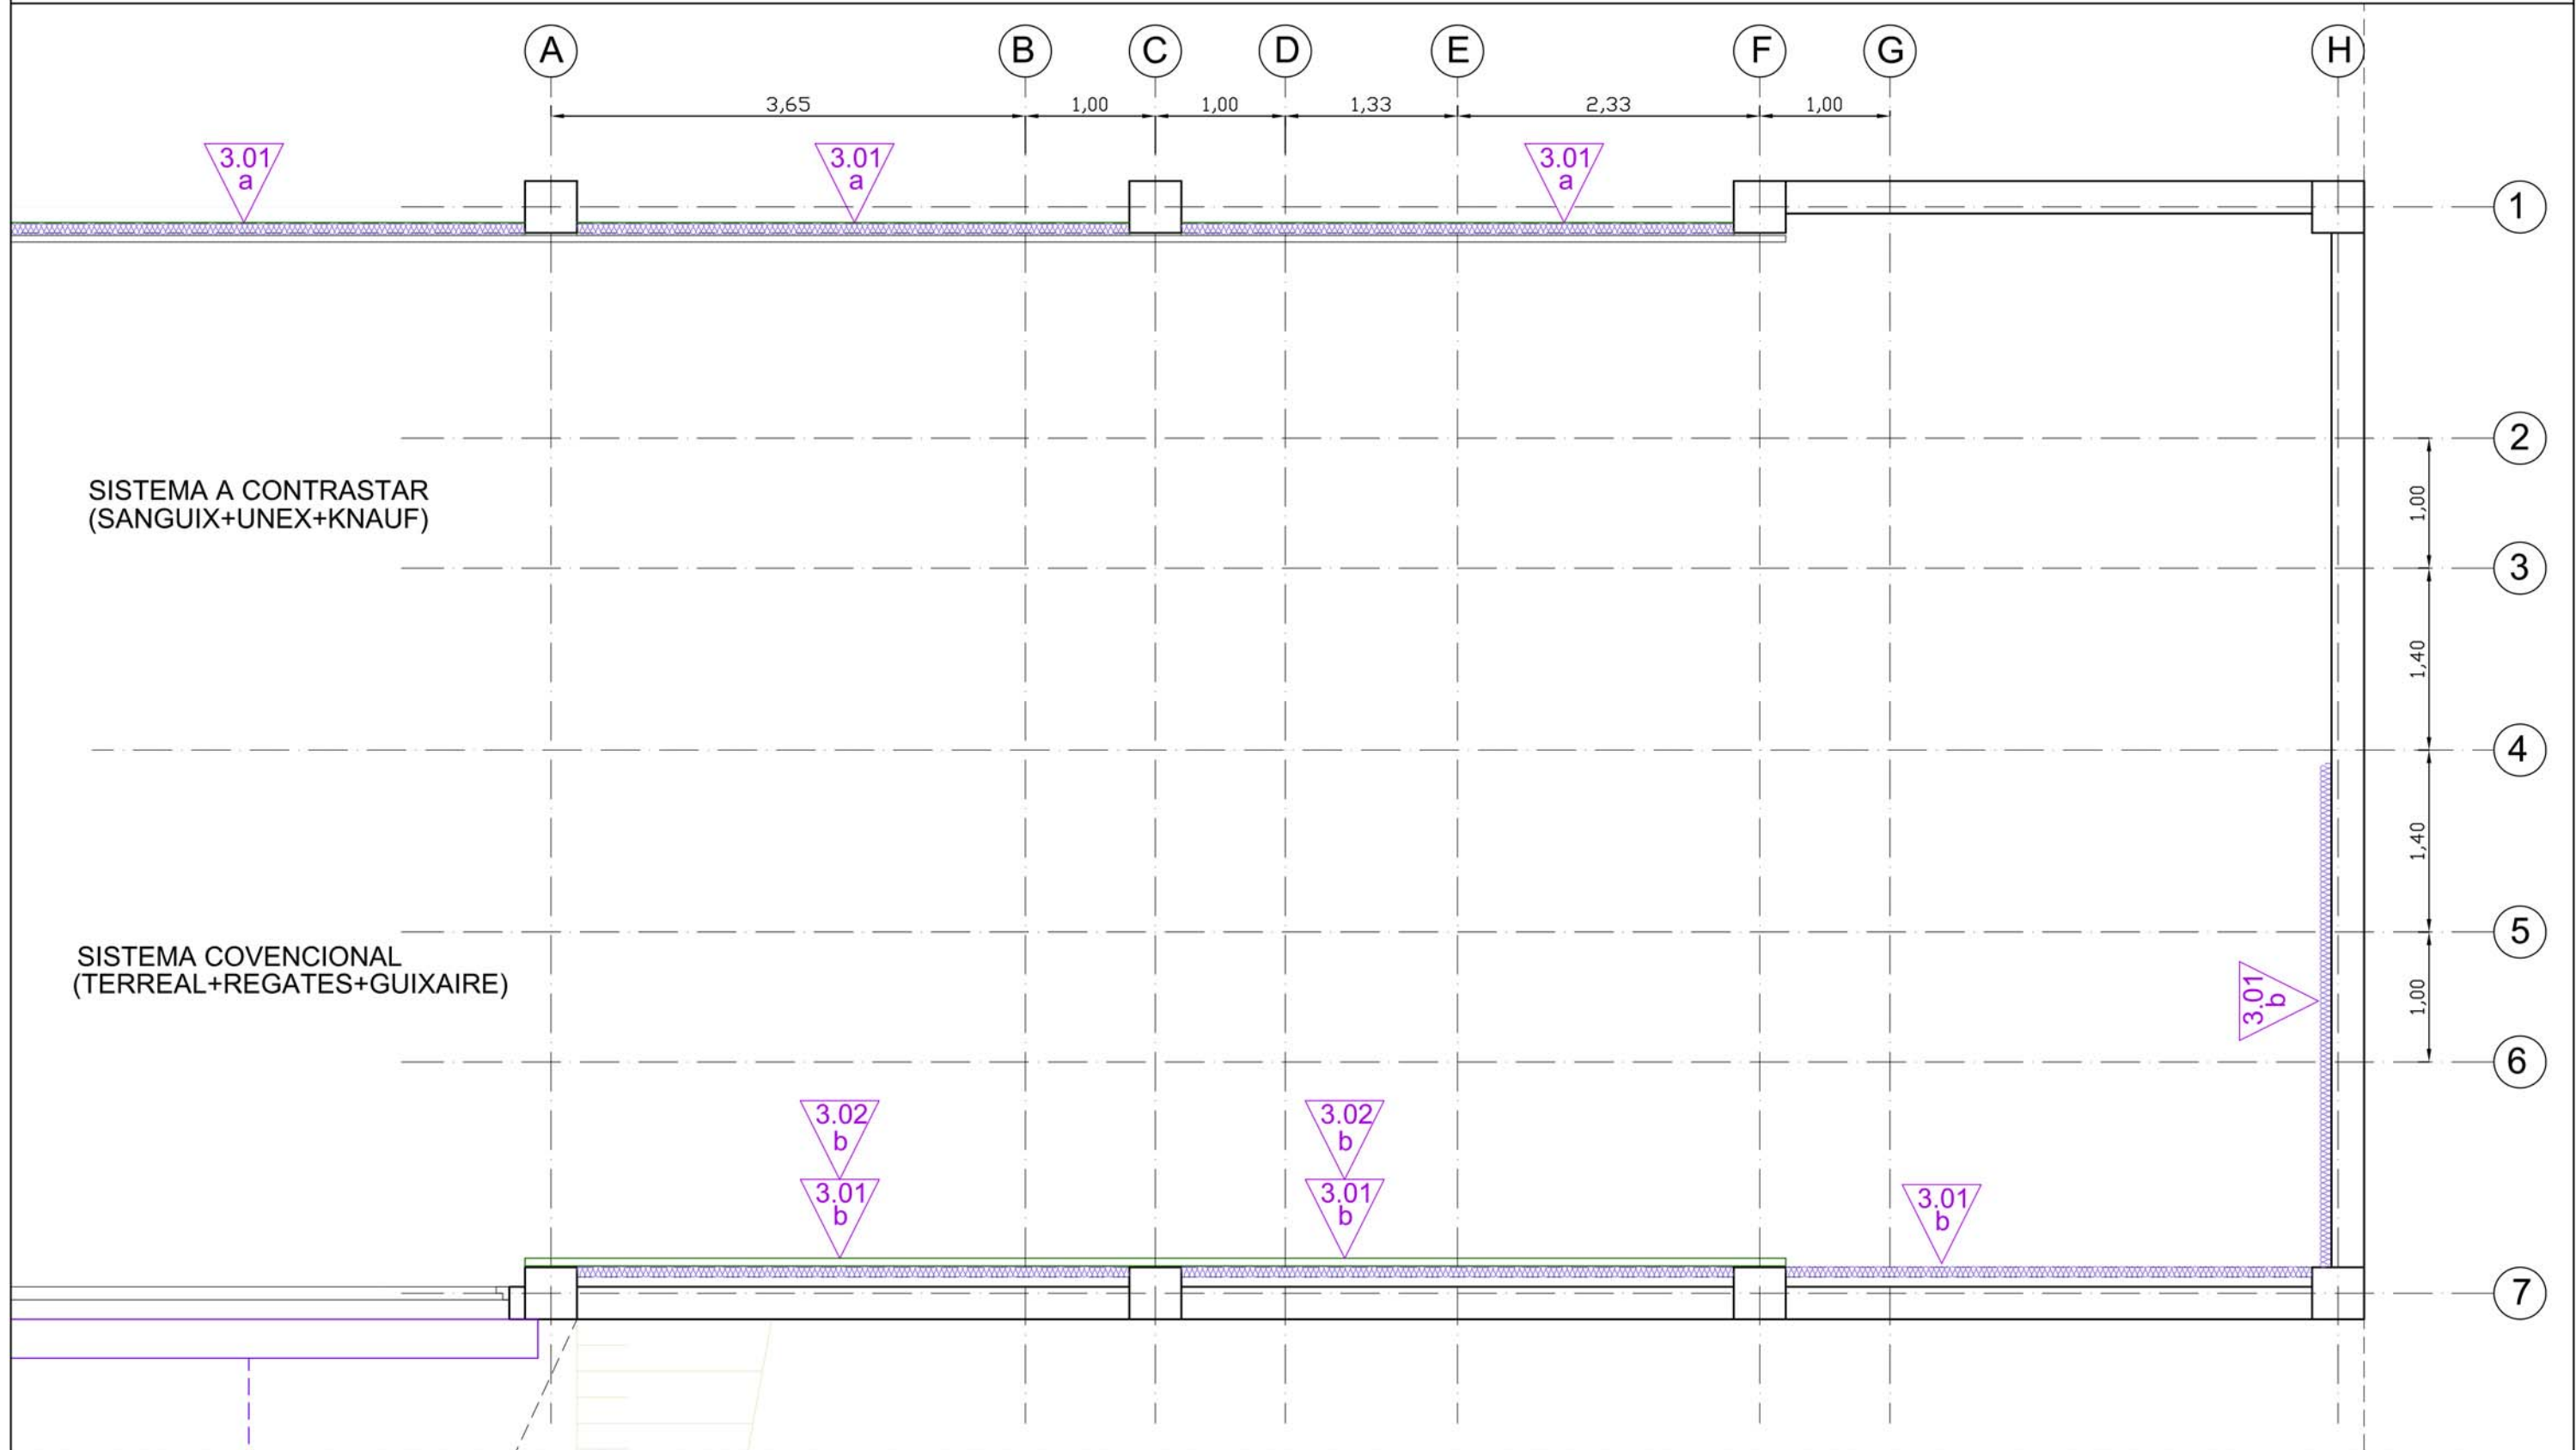 A B C D E F G H
3,65 1,00 1,00 1,33 2,33 1,00
3.01
a
3.01
a
3.01
a
1
2
1,00
SISTEMA A CONTRASTAR
(SANGUIX+UNEX+KNAUF)
3
1,40
4
1,40
5
SISTEMA COVENCIONAL
(TERREAL+REGATES+GUIXAIRE)
3.01
b
1,00
6
3.02
b
3.02
b
3.01
b
3.01
b
3.01
b
7